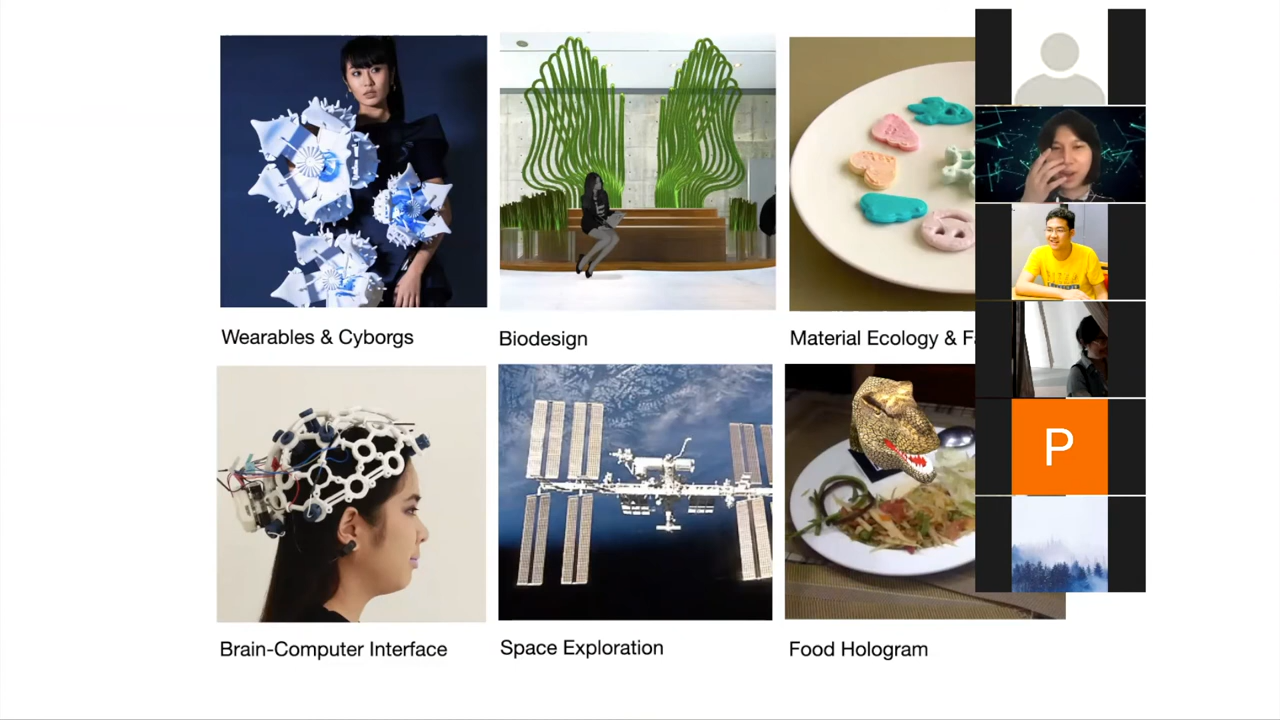 Wearables & Cyborgs
Biodesign
Material Ecology & F
Brain-Computer Interface
Space Exploration
Food Hologram
P